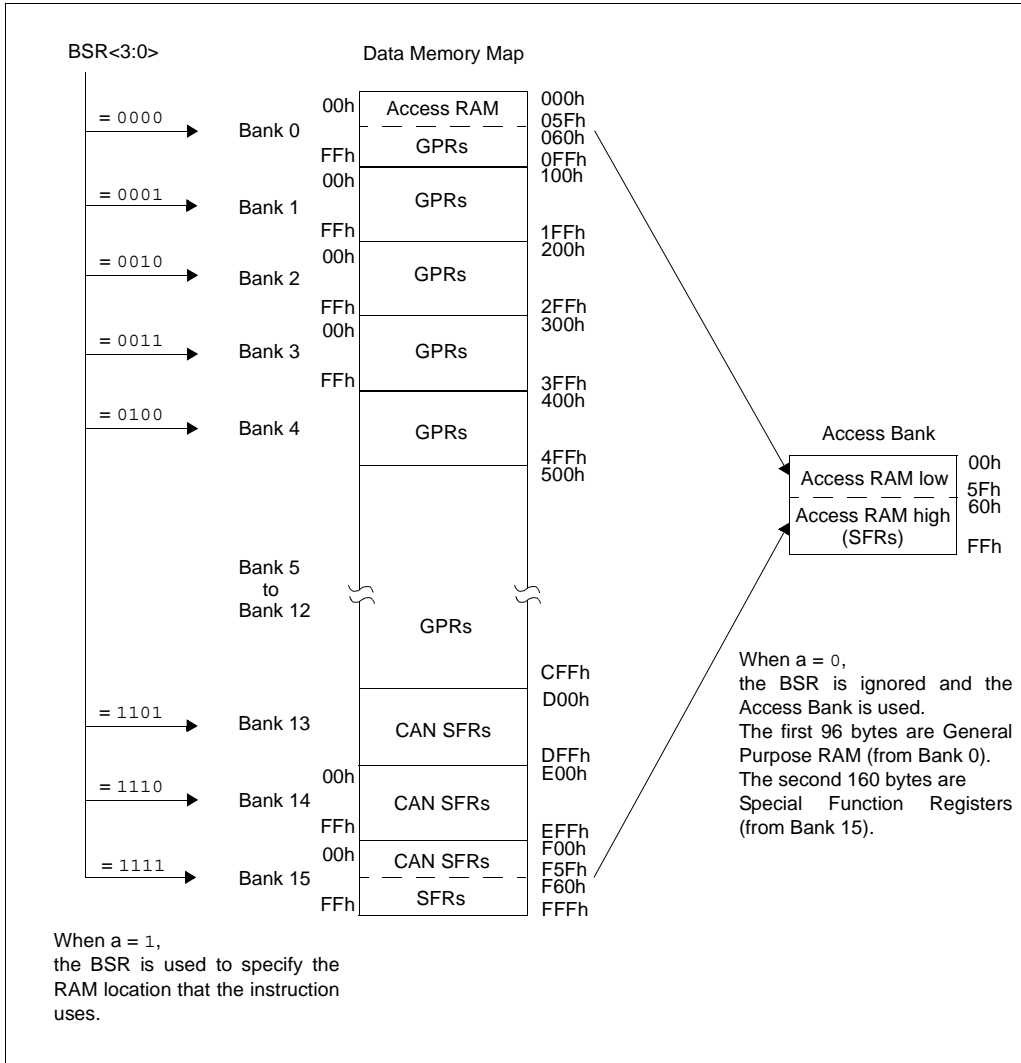 BSR<3:0>
Data Memory Map
= 0000
Bank 0
00h
Access RAM
000h
05Fh
060h
FFh
GPRs
0FFh
= 0001
Bank 1
00h
GPRs
100h
FFh
1FFh
= 0010
Bank 2
00h
GPRs
200h
FFh
2FFh
= 0011
Bank 3
00h
GPRs
300h
FFh
3FFh
= 0100
Bank 4
GPRs
400h
4FFh
500h
Bank 5
to
Bank 12
GPRs
CFFh
= 1101
Bank 13
CAN SFRs
D00h
DFFh
= 1110
Bank 14
00h
CAN SFRs
E00h
FFh
EFFh
= 1111
Bank 15
00h
CAN SFRs
F00h
F5Fh
F60h
FFh
SFRs
FFFh
Access Bank
Access RAM low
00h
5Fh
60h
Access RAM high
(SFRs)
FFh
When a = 0,
the BSR is ignored and the
Access Bank is used.
The first 96 bytes are General
Purpose RAM (from Bank 0).
The second 160 bytes are
Special Function Registers
(from Bank 15).
When a = 1,
the BSR is used to specify the
RAM location that the instruction
uses.